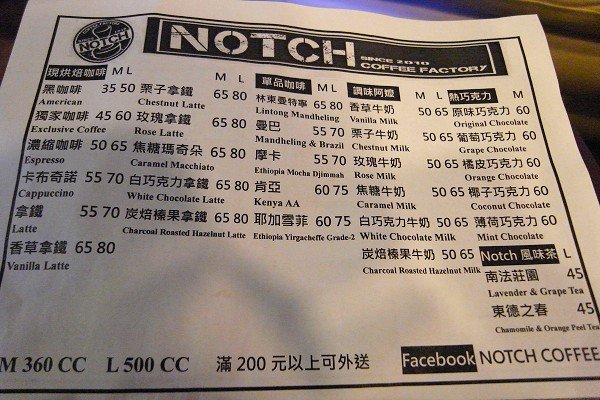 NOTCH
NOTCH SINCE 2010
COFFEE FACTORY
現烘焙咖啡 M L
黑咖啡 35 50
American
獨家咖啡 45 60
Exclusive Coffee
濃縮咖啡 50 65
Espresso
卡布奇諾 55 70
Cappuccino
拿鐵 55 70
Latte
香草拿鐵 65 80
Vanilla Latte
M L
栗子拿鐵 65 80
Chestnut Latte
玫瑰拿鐵 65 80
Rose Latte
焦糖瑪奇朵 65 80
Caramel Macchiato
白巧克力拿鐵 65 80
White Chocolate Latte
炭焙榛果拿鐵 65 80
Charcoal Roasted Hazelnut Latte
單品咖啡 M L
林東曼特寧 65 80
Lintong Mandheling
曼巴 55 70
Mandheling & Brazil
摩卡 55 70
Ethiopia Mocha Djimmah
肯亞 60 75
Kenya AA
耶加雪菲 60 75
Ethiopia Yirgacheffe Grade-2
調味阿嬤 M L
香草牛奶 50 65
Vanilla Milk
栗子牛奶 50 65
Chestnut Milk
玫瑰牛奶 50 65
Rose Milk
焦糖牛奶 50 65
Caramel Milk
白巧克力牛奶 50 65
White Chocolate Milk
炭焙榛果牛奶 50 65
Charcoal Roasted Hazelnut Milk
熱巧克力 M
原味巧克力 60
Original Chocolate
葡萄巧克力 60
Grape Chocolate
橘皮巧克力 60
Orange Chocolate
椰子巧克力 60
Coconut Chocolate
薄荷巧克力 60
Mint Chocolate
Notch 風味茶 L
南法莊園 45
Lavender & Grape Tea
東德之春 45
Chamomile & Orange Peel Tea
M 360 CC L 500 CC 滿 200 元以上可外送 Facebook NOTCH COFFEE